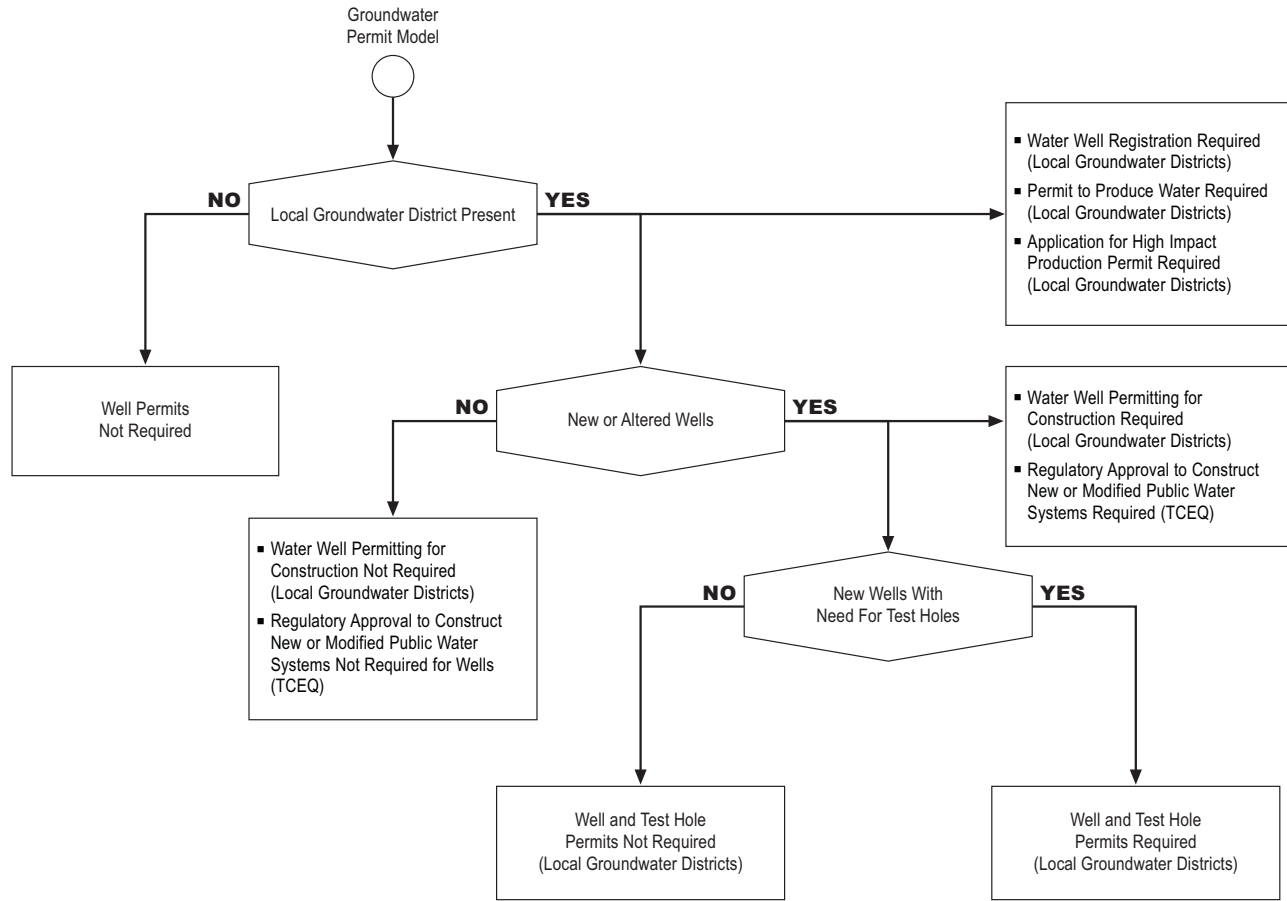 Groundwater
Permit Model
Local Groundwater District Present
NO
YES
▪ Water Well Registration Required
(Local Groundwater Districts)
▪ Permit to Produce Water Required
(Local Groundwater Districts)
▪ Application for High Impact
Production Permit Required
(Local Groundwater Districts)
Well Permits
Not Required
New or Altered Wells
NO
YES
▪ Water Well Permitting for
Construction Required
(Local Groundwater Districts)
▪ Regulatory Approval to Construct
New or Modified Public Water
Systems Required (TCEQ)
▪ Water Well Permitting for
Construction Not Required
(Local Groundwater Districts)
▪ Regulatory Approval to Construct
New or Modified Public Water
Systems Not Required for Wells
(TCEQ)
New Wells With
Need For Test Holes
NO
YES
Well and Test Hole
Permits Not Required
(Local Groundwater Districts)
Well and Test Hole
Permits Required
(Local Groundwater Districts)